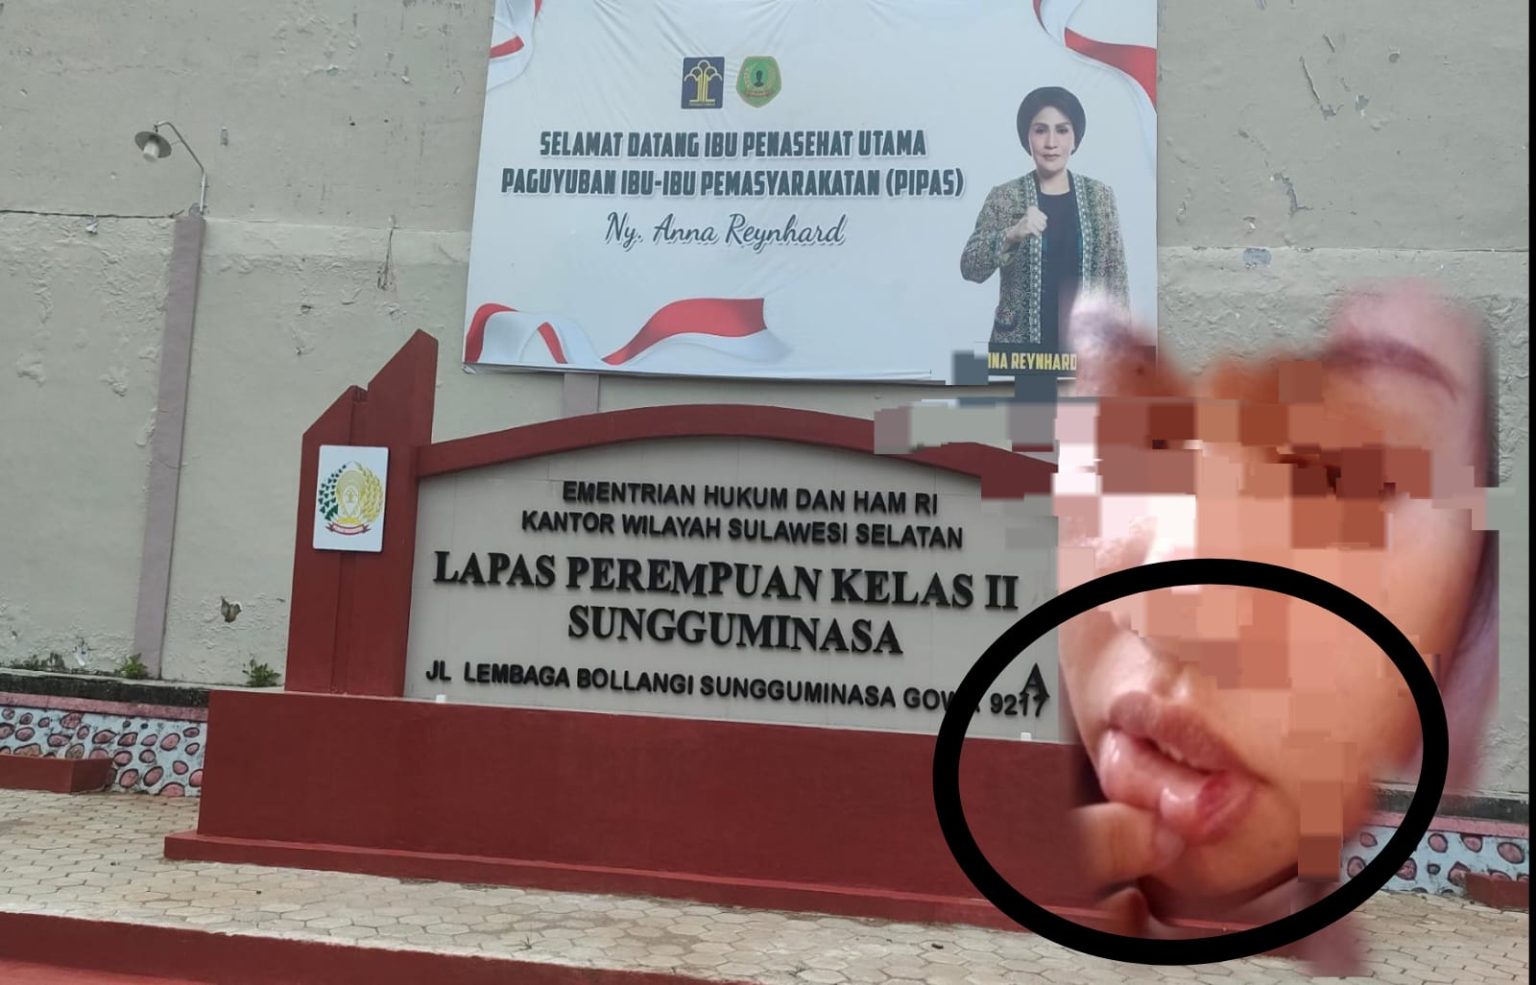 SELAMAT DATANG IBU PENASEHAT UTAMA
PAGUYUBAN IBU-IBU PEMASYARAKATAN (PIPAS)
Ny. Anna Reynhard
NNA REYNHARD
EMENTRIAN HUKUM DAN HAM RI
KANTOR WILAYAH SULAWESI SELATAN
LAPAS PEREMPUAN KELAS II A
SUNGGUMINASA
JL LEMBAGA BOLLANGI SUNGGUMINASA GOWA 9217